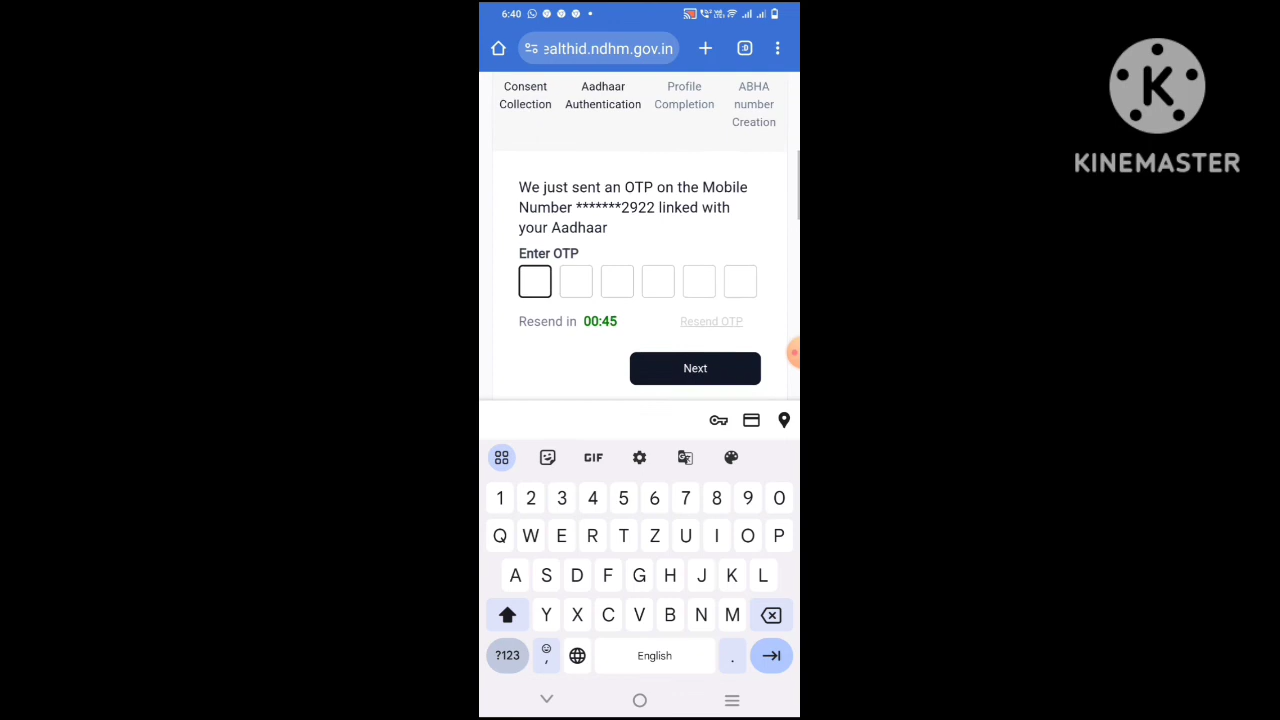 6:40
ealthid.ndhm.gov.in
:D
Consent Collection
Aadhaar Authentication
Profile Completion
ABHA number Creation
We just sent an OTP on the Mobile
Number *******2922 linked with
your Aadhaar
Enter OTP
Resend in 00:45 Resend OTP
Next
GIF
1 2 3 4 5 6 7 8 9 0
Q W E R T Z U I O P
A S D F G H J K L
Y X C V B N M
?123 , English .
K
KINEMASTER